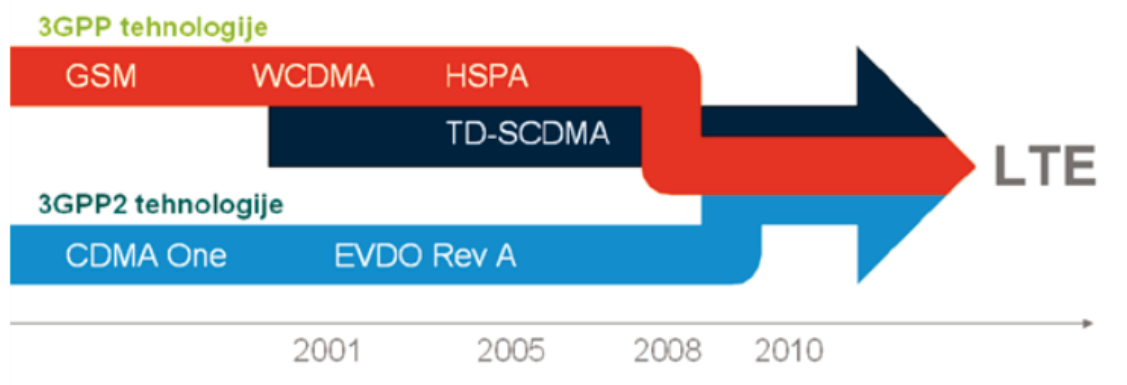 3GPP tehnologije
GSM WCDMA HSPA
TD-SCDMA
LTE
3GPP2 tehnologije
CDMA One EVDO Rev A
2001 2005 2008 2010